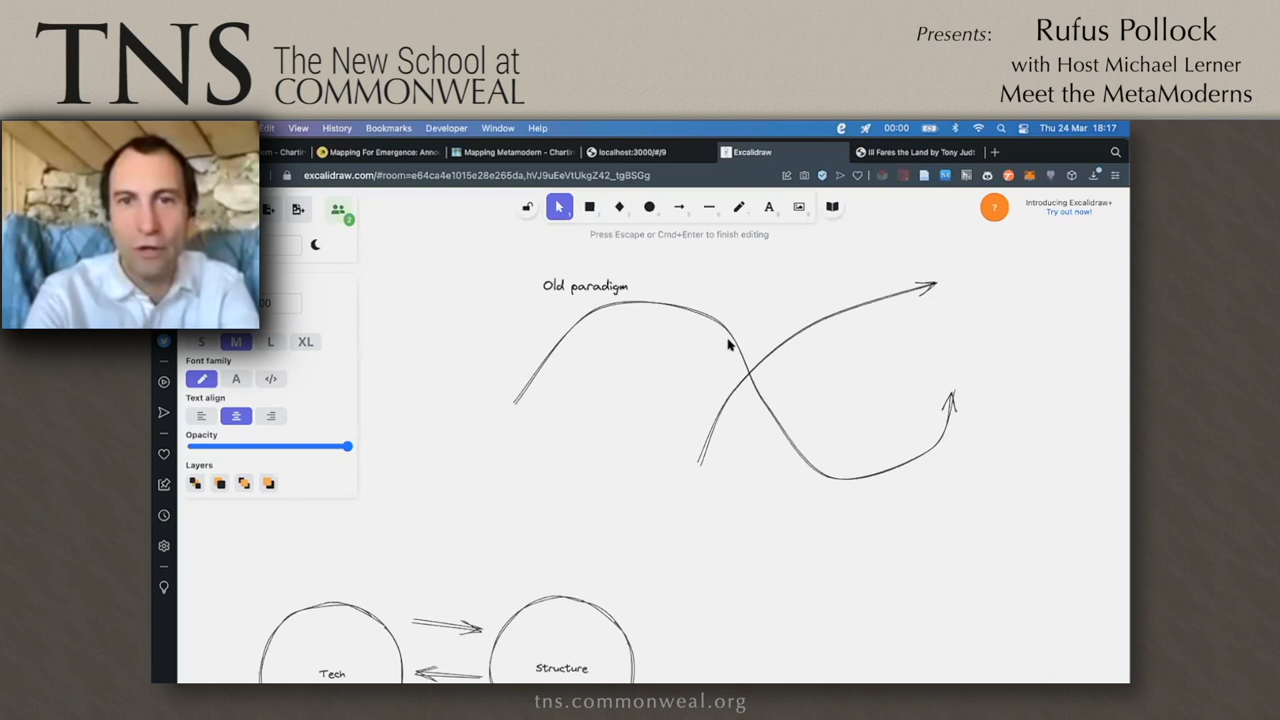 TNS
The New School at
COMMONWEAL
Presents: Rufus Pollock
with Host Michael Lerner
Meet the MetaModerns
Edit View History Bookmarks Developer Window Help
00:00
Thu 24 Mar 18:17
Mapping For Emergence: Ann
Mapping Metamodern - Chartin
localhost:3000/#/9
Excalidraw
Ill Fares the Land by Tony Judt
excalidraw.com/#room=e64ca4e1015e28e265da,hVJ9uEeVtUkgZ42_tgBSGg
Introducing Excalidraw+
Try out now!
Press Escape or Cmd+Enter to finish editing
2
Old paradigm
S M L XL
Font family
A </>
Text align
Opacity
Layers
Tech
Structure
tns.commonweal.org